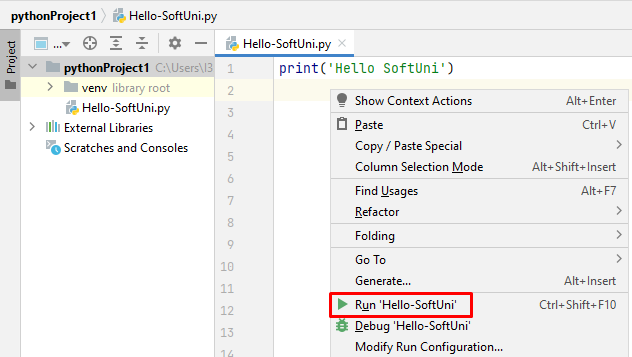 pythonProject1 Hello-SoftUni.py
Project
...
Hello-SoftUni.py
pythonProject1 C:\Users\I3
venv library root
Hello-SoftUni.py
External Libraries
Scratches and Consoles
1 print('Hello SoftUni')
2
3
4
5
6
7
8
9
10
11
12
13
14
Show Context Actions Alt+Enter
Paste Ctrl+V
Copy / Paste Special
Column Selection Mode Alt+Shift+Insert
Find Usages Alt+F7
Refactor
Folding
Go To
Generate... Alt+Insert
Run 'Hello-SoftUni' Ctrl+Shift+F10
Debug 'Hello-SoftUni'
Modify Run Configuration...